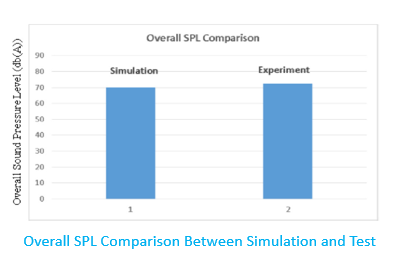 Overall SPL Comparison
Overall Sound Pressure Level (db(A))
90
80
70
60
50
40
30
20
10
0
Simulation
Experiment
1
2
Overall SPL Comparison Between Simulation and Test